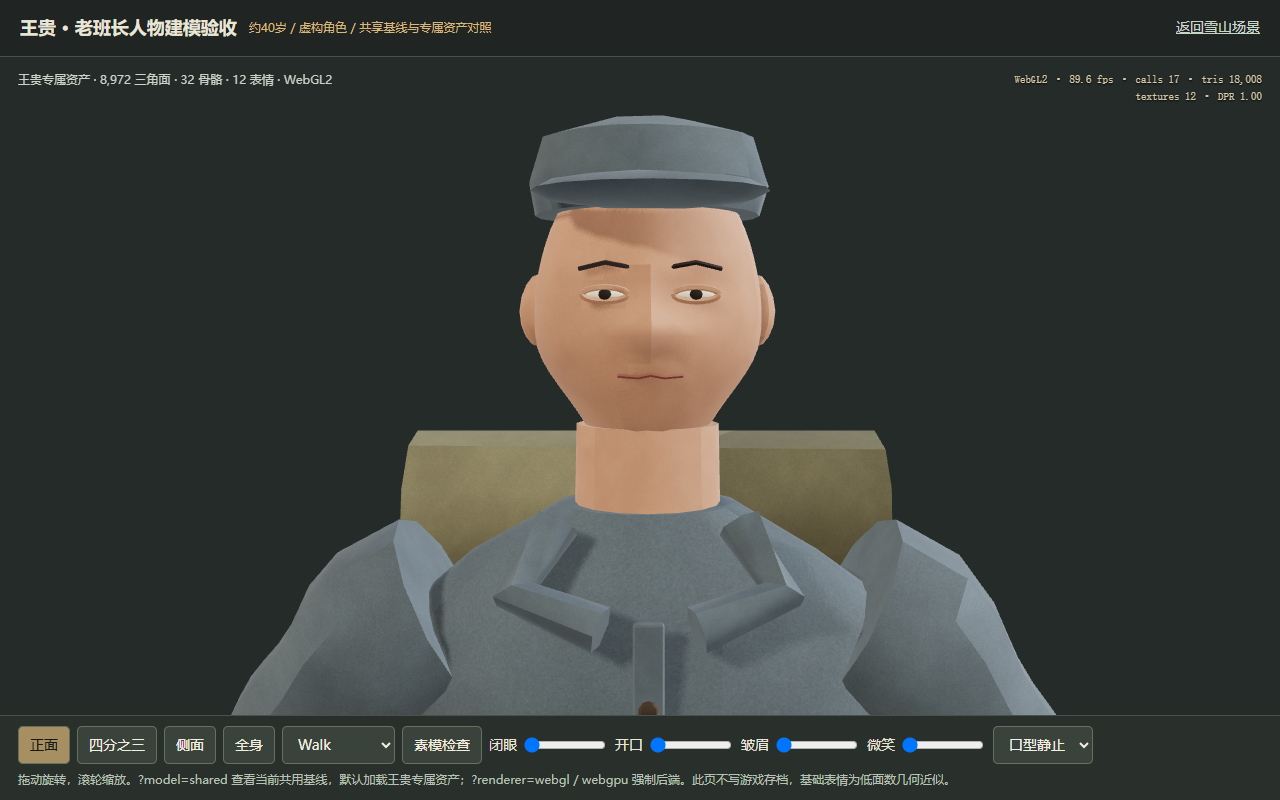 王贵 • 老班长人物建模验收 约40岁 / 虚构角色 / 共享基线与专属资产对照 返回雪山场景
王贵专属资产 · 8,972 三角面 · 32 骨骼 · 12 表情 · WebGL2
WebGL2 · 89.6 fps · calls 17 · tris 18,008
textures 12 · DPR 1.00
正面 四分之三 侧面 全身 Walk 素模检查 闭眼 开口 皱眉 微笑 口型静止
拖动旋转，滚轮缩放。?model=shared 查看当前共用基线，默认加载王贵专属资产；?renderer=webgl / webgpu 强制后端。此页不写游戏存档，基础表情为低面数几何近似。